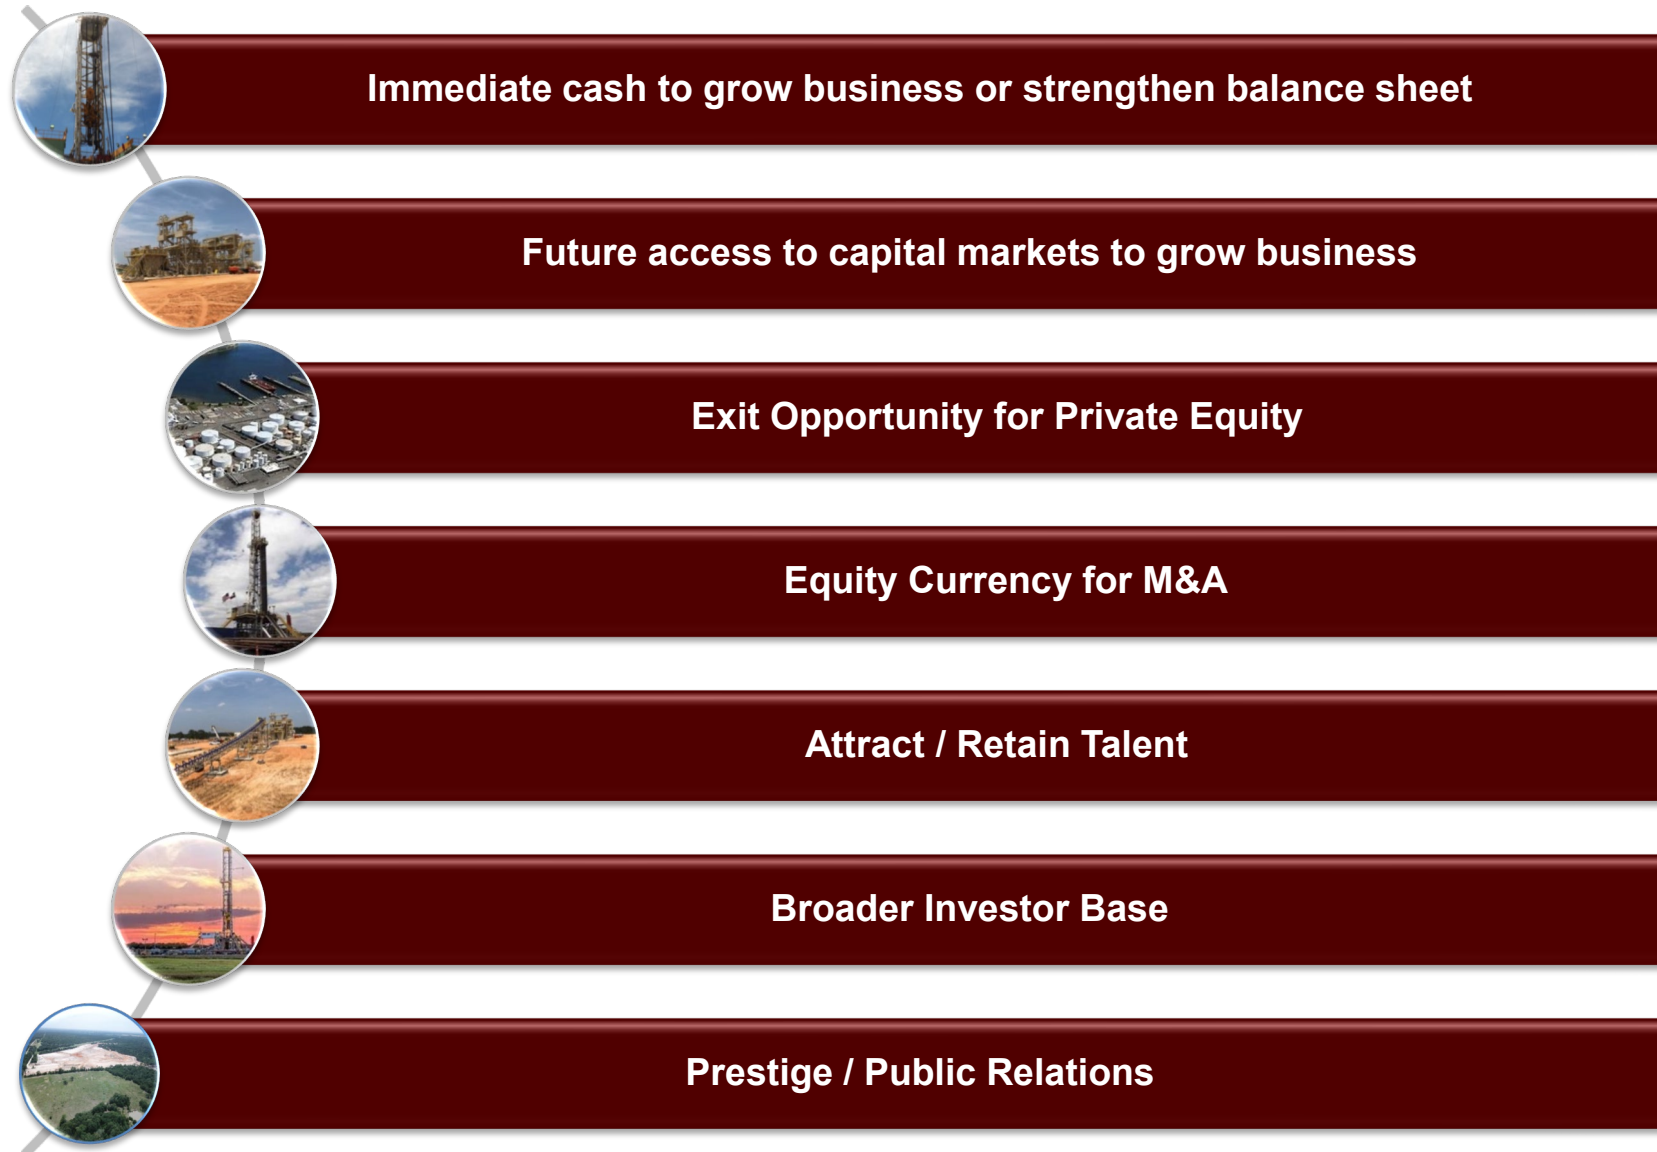 Immediate cash to grow business or strengthen balance sheet
Future access to capital markets to grow business
Exit Opportunity for Private Equity
Equity Currency for M&A
Attract / Retain Talent
Broader Investor Base
Prestige / Public Relations